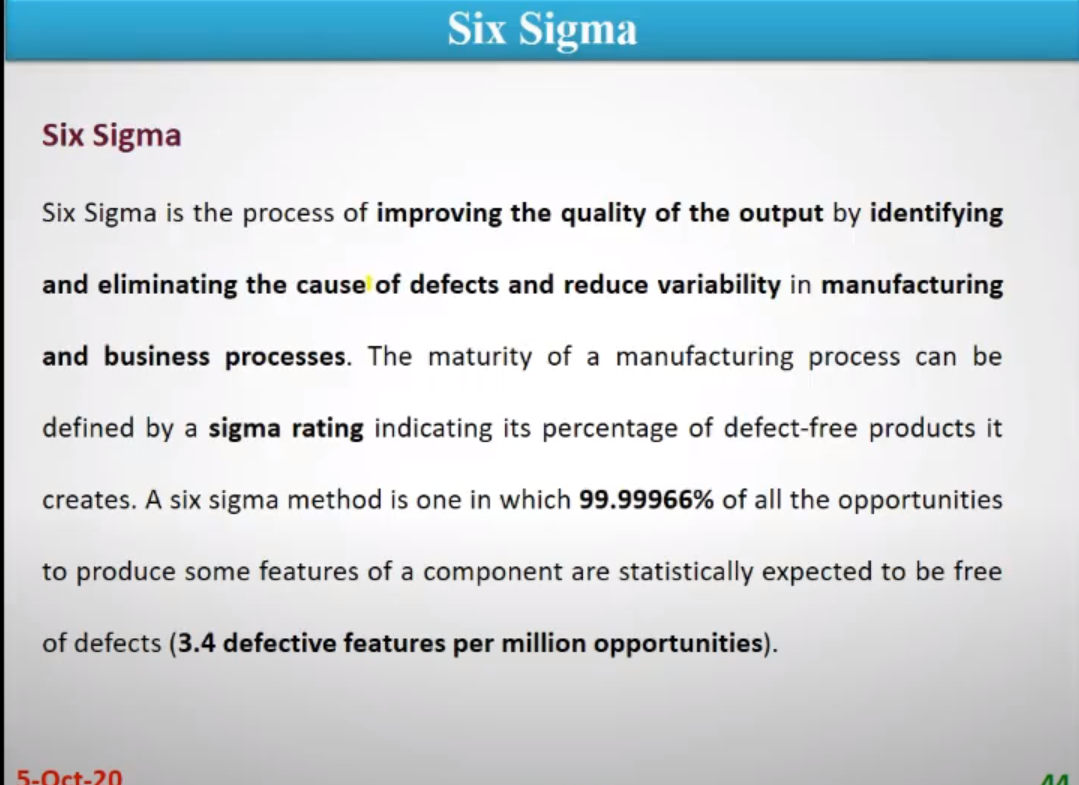 Six Sigma
Six Sigma
Six Sigma is the process of improving the quality of the output by identifying
and eliminating the cause of defects and reduce variability in manufacturing
and business processes. The maturity of a manufacturing process can be
defined by a sigma rating indicating its percentage of defect-free products it
creates. A six sigma method is one in which 99.99966% of all the opportunities
to produce some features of a component are statistically expected to be free
of defects (3.4 defective features per million opportunities).
5-Oct-20
44